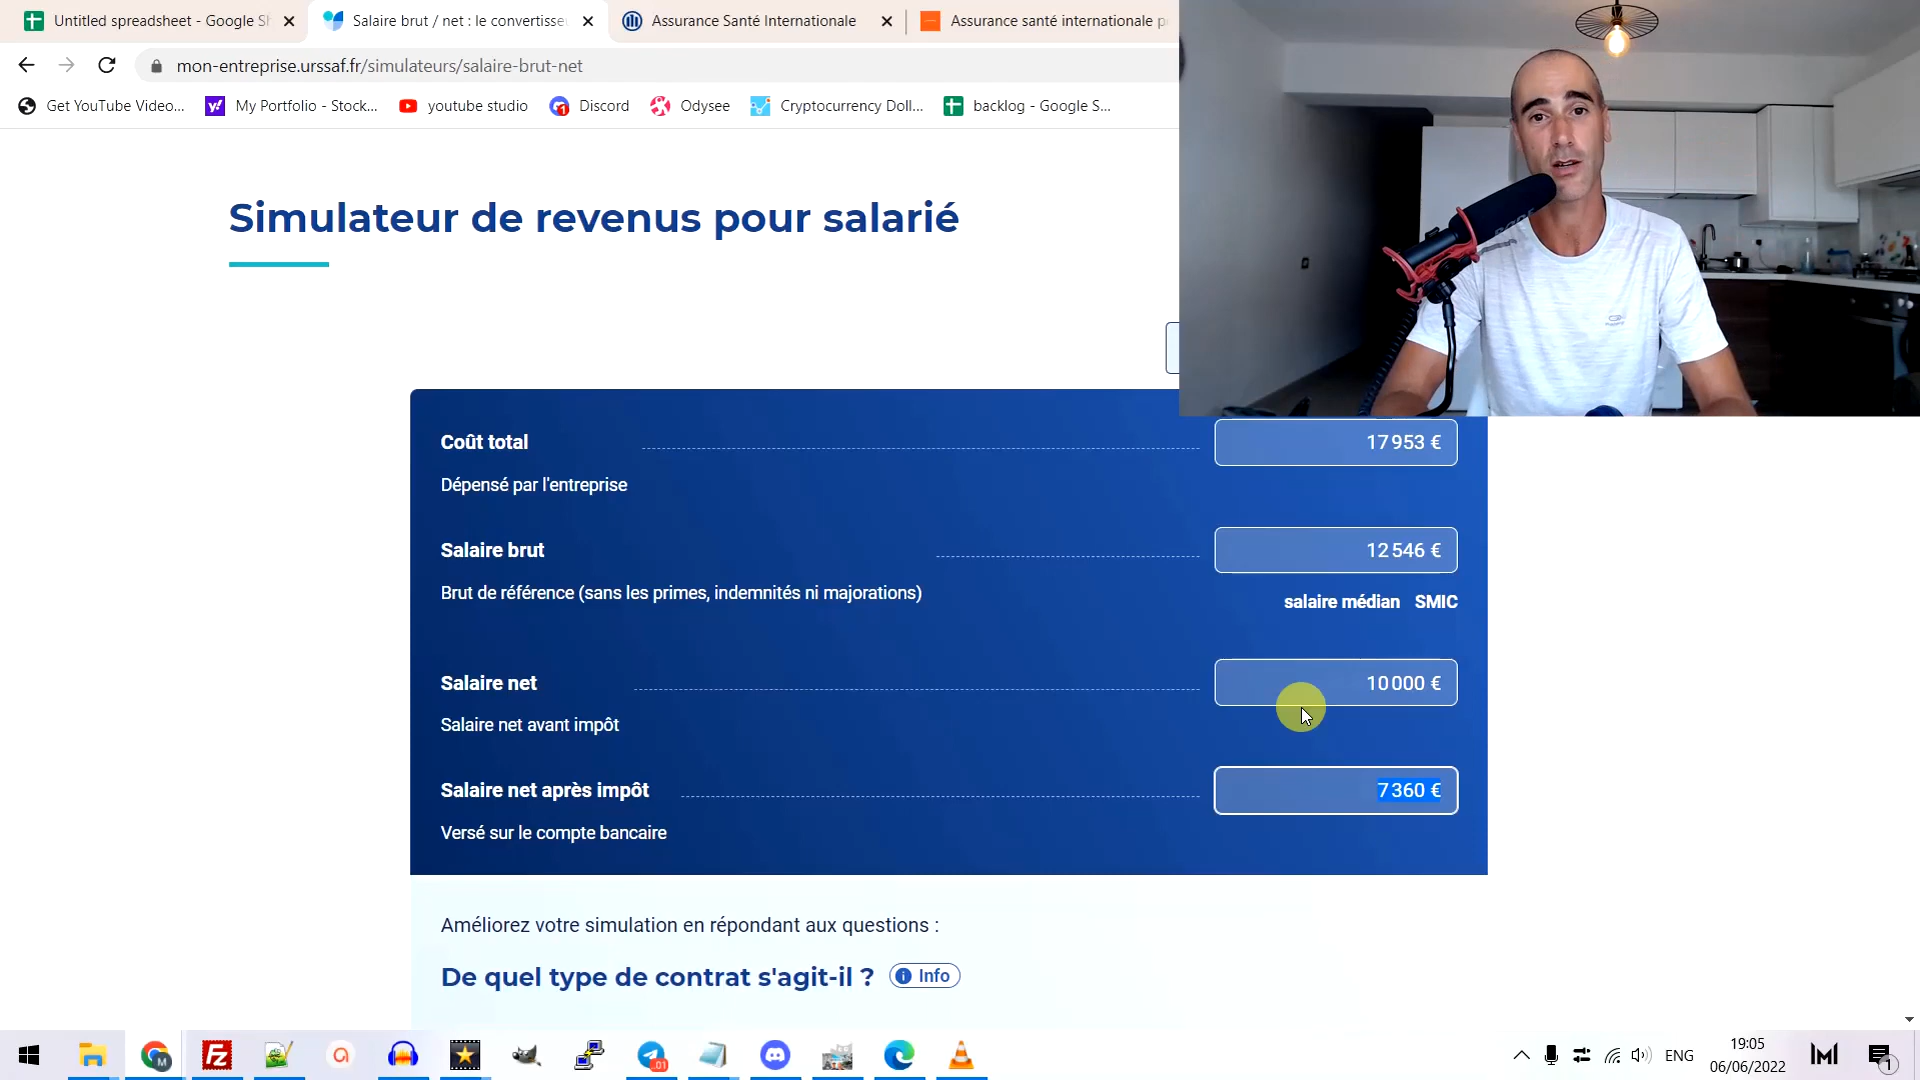 Untitled spreadsheet - Google Sh
Salaire brut / net : le convertisseu
Assurance Santé Internationale
Assurance santé internationale p
mon-entreprise.urssaf.fr/simulateurs/salaire-brut-net
Get YouTube Video...
My Portfolio - Stock...
youtube studio
Discord
Odysee
Cryptocurrency Doll...
backlog - Google S...
Simulateur de revenus pour salarié
Coût total
17 953 €
Dépensé par l'entreprise
Salaire brut
12 546 €
Brut de référence (sans les primes, indemnités ni majorations)
salaire médian SMIC
Salaire net
10 000 €
Salaire net avant impôt
Salaire net après impôt
7 360 €
Versé sur le compte bancaire
Améliorez votre simulation en répondant aux questions :
De quel type de contrat s'agit-il ?
Info
ENG
19:05
06/06/2022